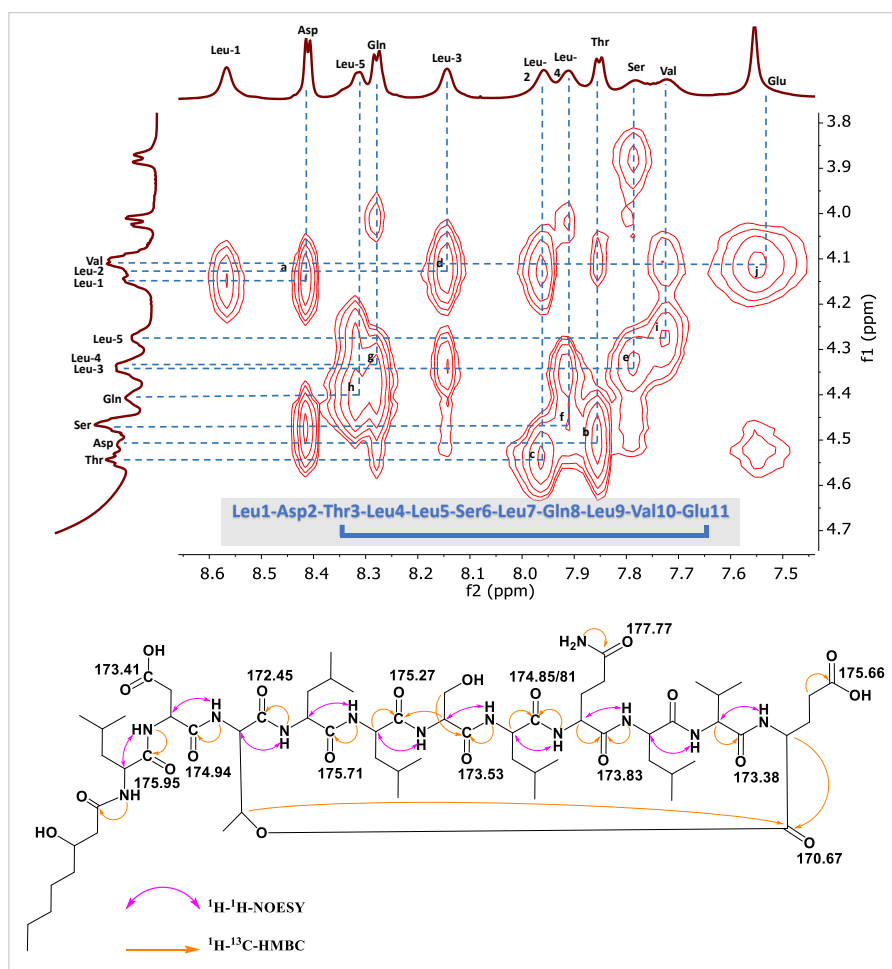 Leu-1
Asp
Leu-5
Gln
Leu-3
Leu-2
Leu-4
Thr
Ser
Val
Glu
3.8
3.9
4.0
4.1
4.2
4.3
4.4
4.5
4.6
4.7
f1 (ppm)
Val
Leu-2
Leu-1
Leu-5
Leu-4
Leu-3
Gln
Ser
Asp
Thr
a
d
j
i
g
e
h
f
b
c
Leu1-Asp2-Thr3-Leu4-Leu5-Ser6-Leu7-Gln8-Leu9-Val10-Glu11
8.6 8.5 8.4 8.3 8.2 8.1 8.0 7.9 7.8 7.7 7.6 7.5
f2 (ppm)
H₂N O 177.77
173.41 OH O
172.45
175.27
OH
174.85/81
O 175.66
OH
O O O O
H N H N H N H N H N
N H O N H O N H O N H O N H O
175.95
174.94
175.71
173.53
173.83
173.38
O
HO
O
O
170.67
¹H-¹H-NOESY
¹H-¹³C-HMBC